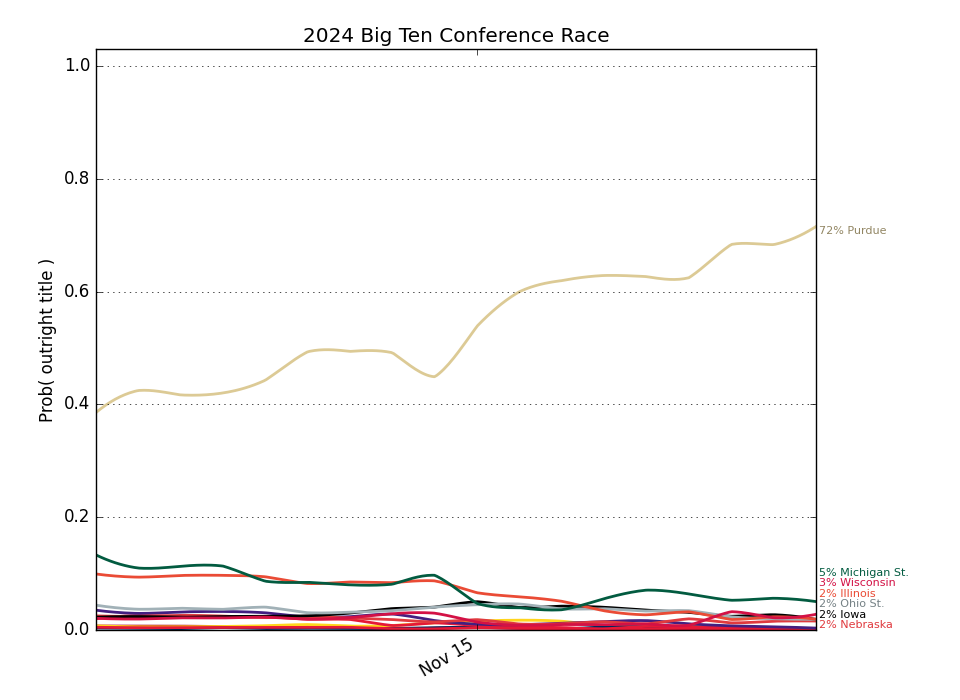 2024 Big Ten Conference Race
Prob( outright title )
1.0
0.8
0.6
0.4
0.2
0.0
Nov 15
72% Purdue
5% Michigan St.
3% Wisconsin
2% Illinois
2% Ohio St.
2% Iowa
2% Nebraska